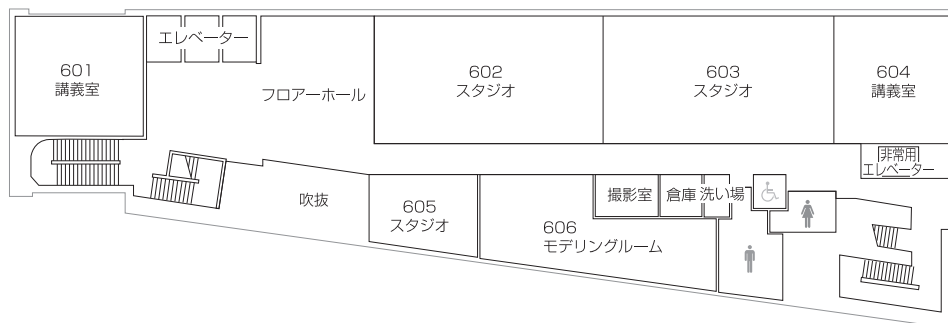 エレベーター
601
講義室
フロアーホール
602
スタジオ
603
スタジオ
604
講義室
非常用
エレベーター
吹抜
605
スタジオ
606
モデリングルーム
撮影室
倉庫
洗い場